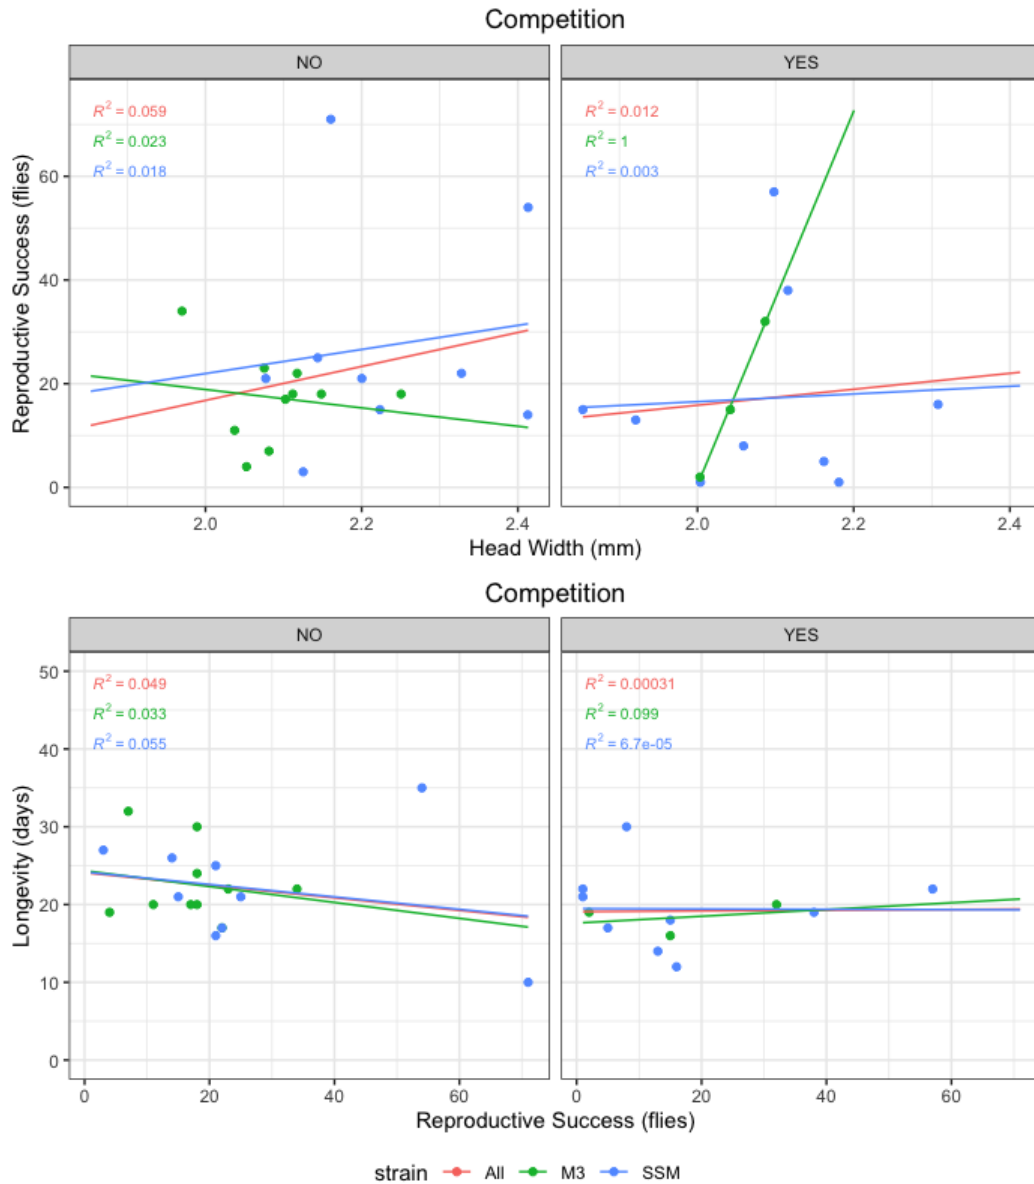 Competition
NO YES
R² = 0.059 R² = 0.012
R² = 0.023 R² = 1
R² = 0.018 R² = 0.003
Reproductive Success (flies)
60
40
20
0
2.0 2.2 2.4 2.0 2.2 2.4
Head Width (mm)
Competition
NO YES
R² = 0.049 R² = 0.00031
R² = 0.033 R² = 0.099
R² = 0.055 R² = 6.7e-05
Longevity (days)
50
40
30
20
10
0
0 20 40 60 0 20 40 60
Reproductive Success (flies)
strain All M3 SSM